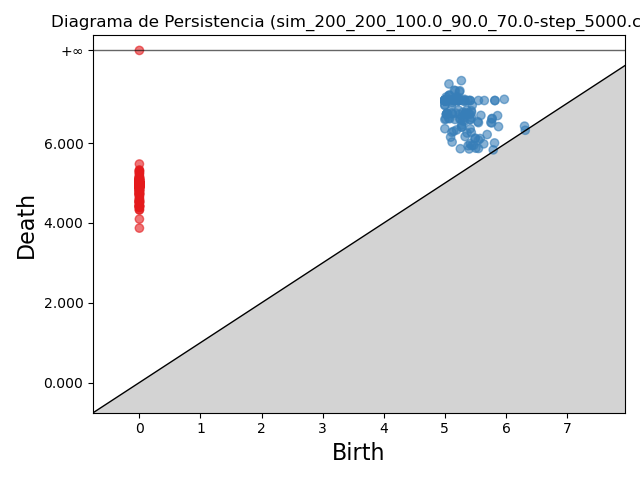 Diagrama de Persistencia (sim_200_200_100.0_90.0_70.0-step_5000.c
+∞
6.000
4.000
2.000
0.000
Death
0 1 2 3 4 5 6 7
Birth